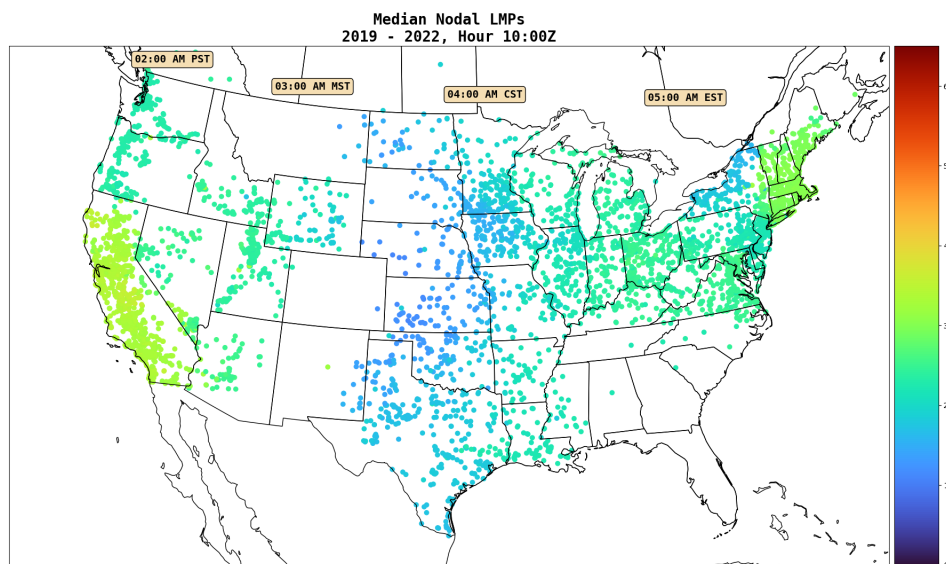 Median Nodal LMPs
2019 - 2022, Hour 10:00Z
02:00 AM PST
03:00 AM MST
04:00 AM CST
05:00 AM EST